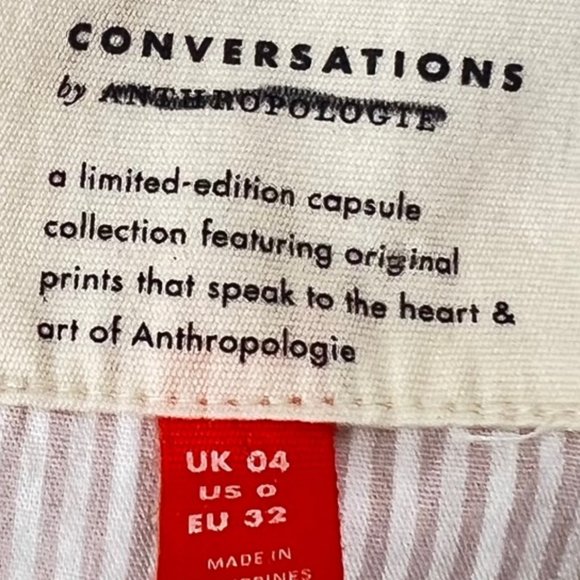 CONVERSATIONS
by ANTHROPOLOGIE
a limited-edition capsule
collection featuring original
prints that speak to the heart &
art of Anthropologie
UK 04
US 0
EU 32
MADE IN